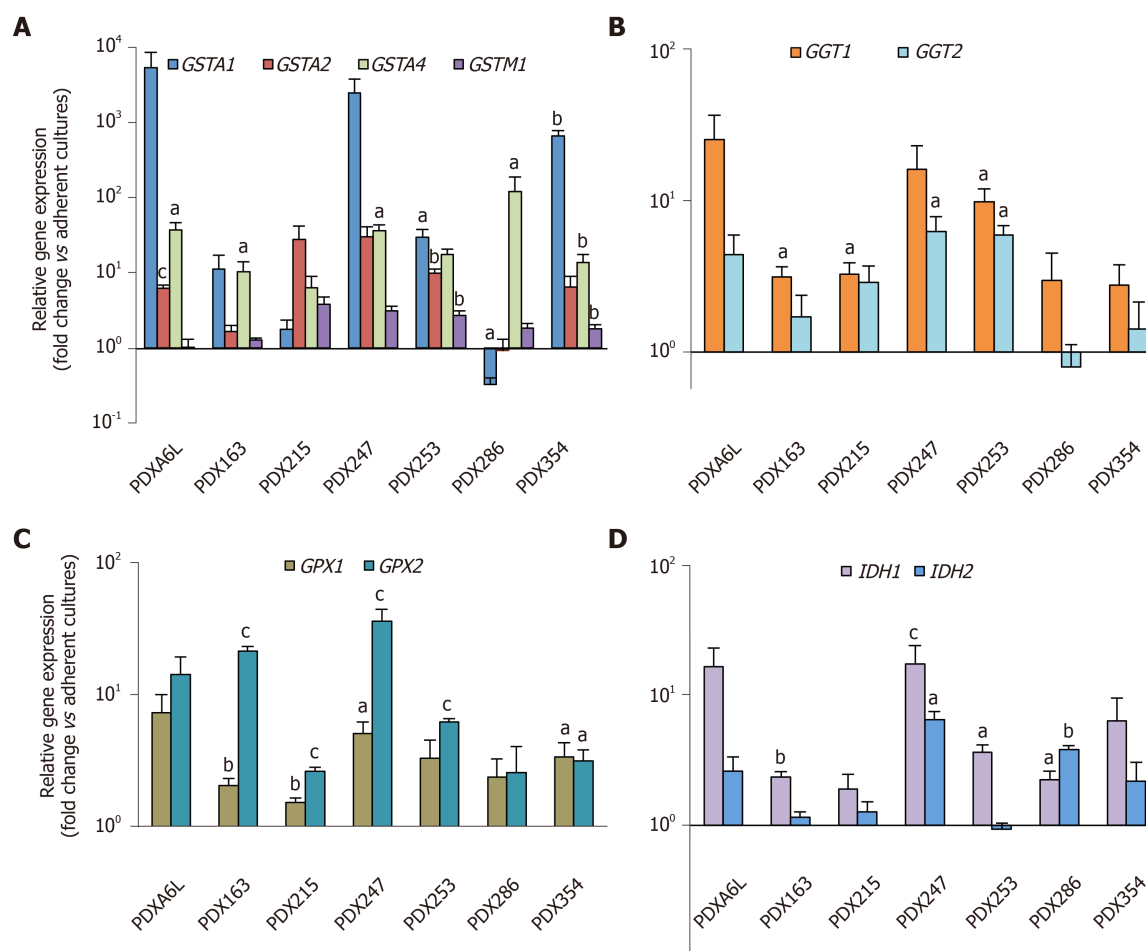 A
Relative gene expression
(fold change vs adherent cultures)
GSTA1 GSTA2 GSTA4 GSTM1
10^4
10^3
10^2
10^1
10^0
10^-1
c a a a a b a a b b b b
PDXA6L PDX163 PDX215 PDX247 PDX253 PDX286 PDX354
B
GGT1 GGT2
10^2
10^1
10^0
a a a a a
PDXA6L PDX163 PDX215 PDX247 PDX253 PDX286 PDX354
C
Relative gene expression
(fold change vs adherent cultures)
GPX1 GPX2
10^2
10^1
10^0
b c b c a c c a a
PDXA6L PDX163 PDX215 PDX247 PDX253 PDX286 PDX354
D
IDH1 IDH2
10^2
10^1
10^0
b c a a a b
PDXA6L PDX163 PDX215 PDX247 PDX253 PDX286 PDX354